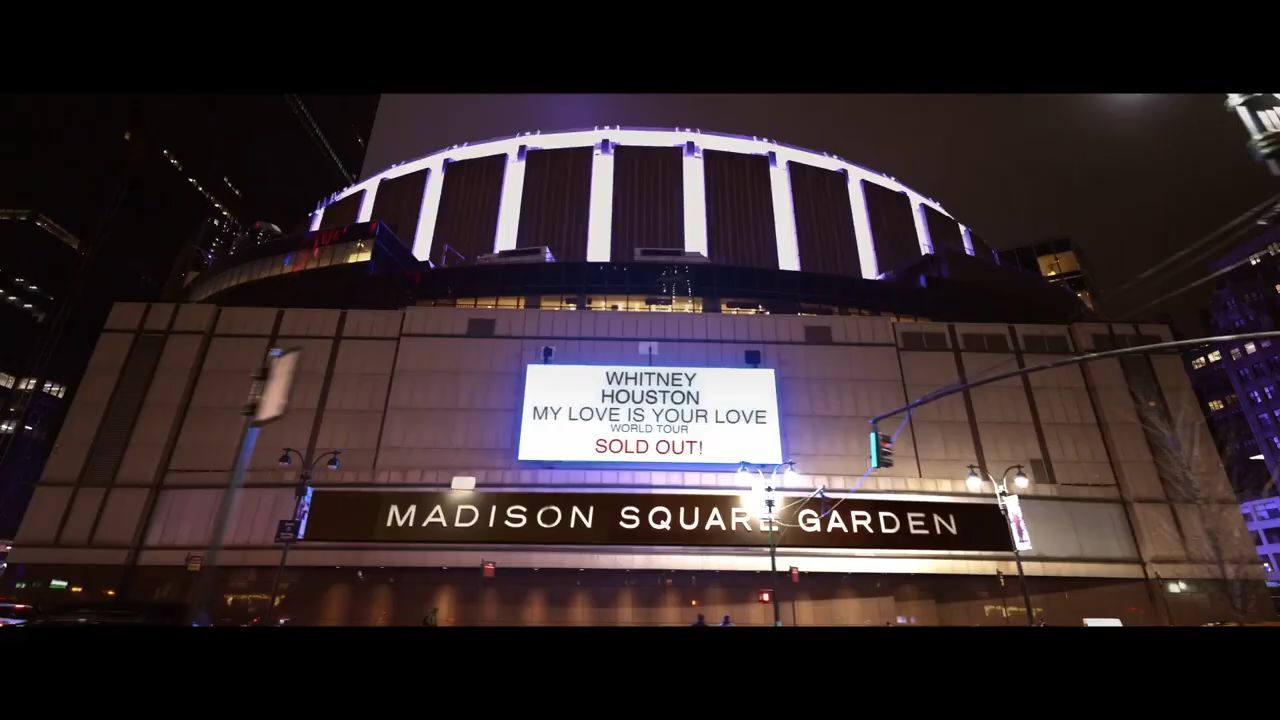 WHITNEY
HOUSTON
MY LOVE IS YOUR LOVE
WORLD TOUR
SOLD OUT!
MADISON SQUARE GARDEN